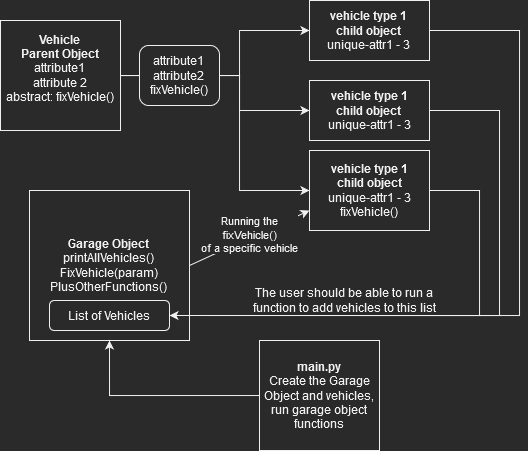 Vehicle
Parent Object
attribute1
attribute 2
abstract: fixVehicle()
attribute1
attribute2
fixVehicle()
vehicle type 1
child object
unique-attr1 - 3
vehicle type 1
child object
unique-attr1 - 3
vehicle type 1
child object
unique-attr1 - 3
fixVehicle()
Running the
fixVehicle()
of a specific vehicle
Garage Object
printAllVehicles()
FixVehicle(param)
PlusOtherFunctions()
List of Vehicles
The user should be able to run a
function to add vehicles to this list
main.py
Create the Garage
Object and vehicles,
run garage object
functions